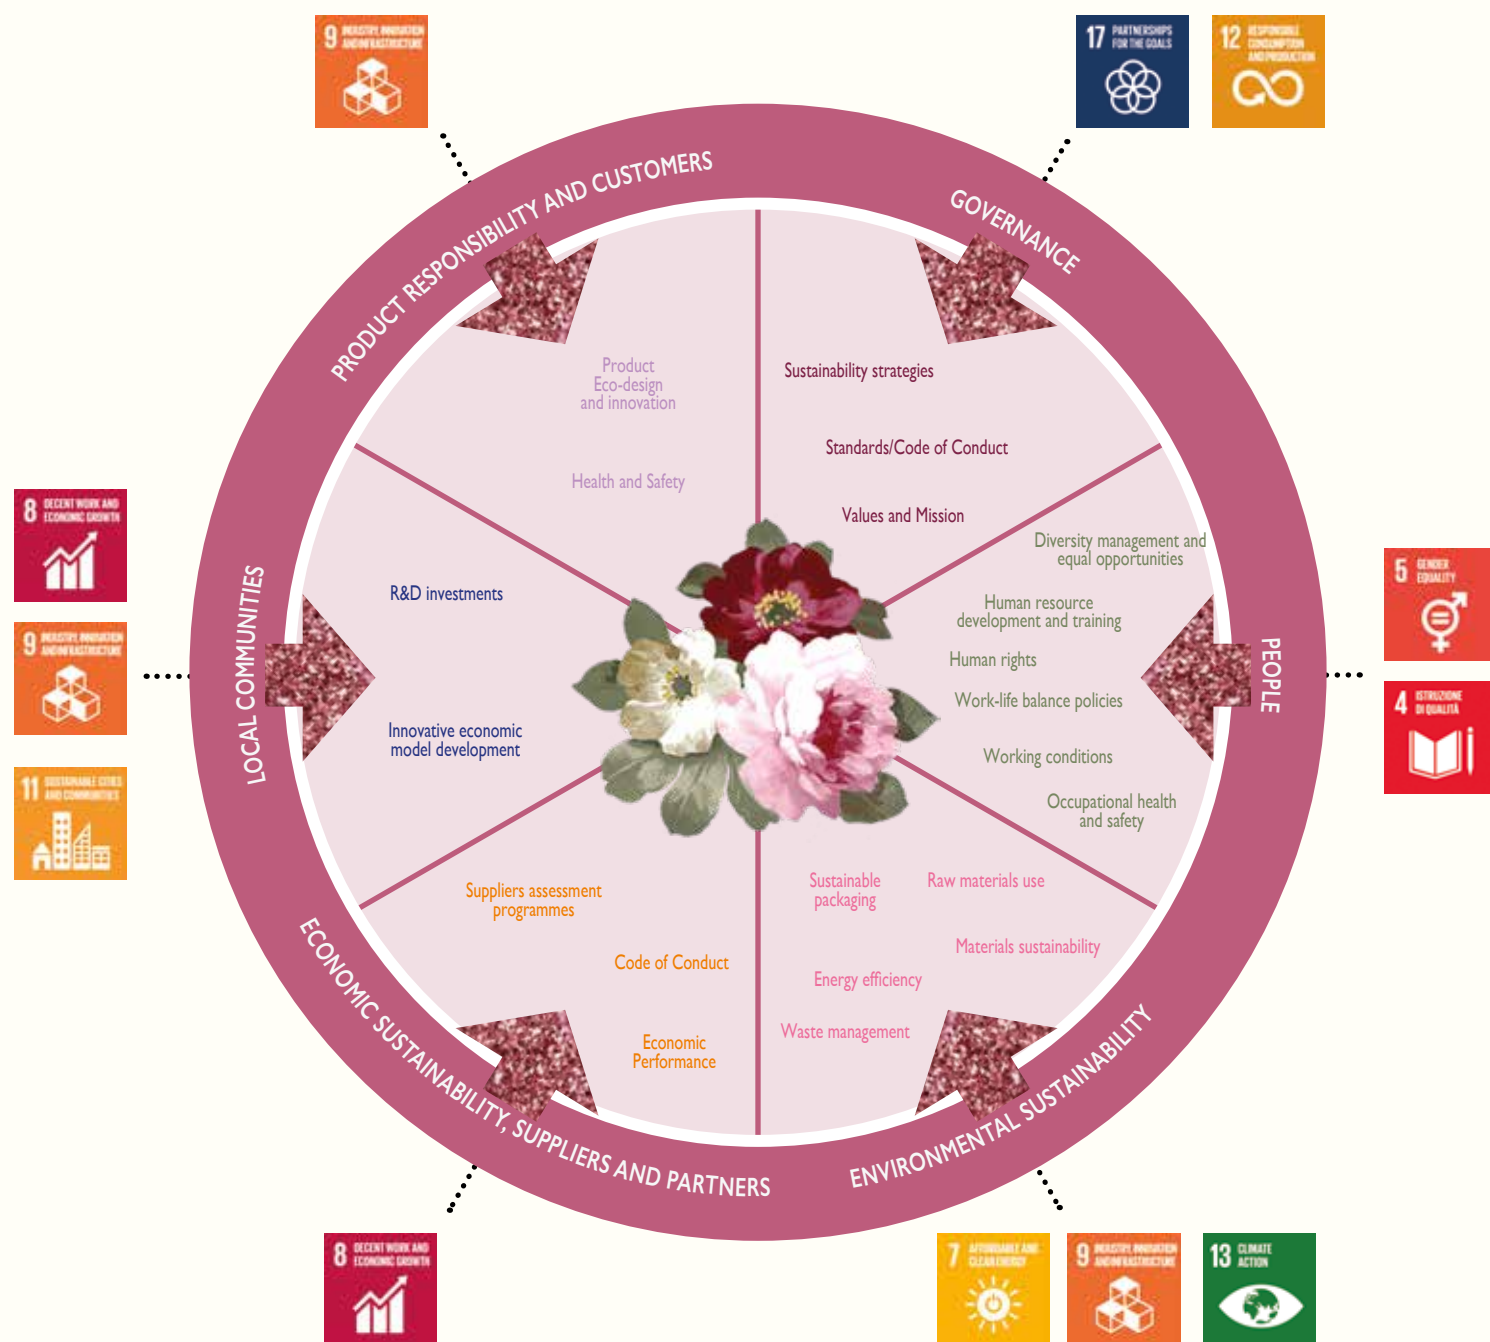 9 INDUSTRY, INNOVATION
AND INFRASTRUCTURE
17 PARTNERSHIPS
FOR THE GOALS
12 RESPONSIBLE
CONSUMPTION
AND PRODUCTION
PRODUCT RESPONSIBILITY AND CUSTOMERS
GOVERNANCE
Product
Eco-design
and innovation
Health and Safety
Sustainability strategies
Standards/Code of Conduct
Values and Mission
8 DECENT WORK AND
ECONOMIC GROWTH
9 INDUSTRY, INNOVATION
AND INFRASTRUCTURE
11 SUSTAINABLE CITIES
AND COMMUNITIES
LOCAL COMMUNITIES
R&D investments
Innovative economic
model development
Diversity management and
equal opportunities
Human resource
development and training
Human rights
Work-life balance policies
Working conditions
Occupational health
and safety
PEOPLE
5 GENDER
EQUALITY
4 ISTRUZIONE
DI QUALITÀ
Suppliers assessment
programmes
Code of Conduct
Economic
Performance
ECONOMIC SUSTAINABILITY, SUPPLIERS AND PARTNERS
Sustainable
packaging
Raw materials use
Materials sustainability
Energy efficiency
Waste management
ENVIRONMENTAL SUSTAINABILITY
8 DECENT WORK AND
ECONOMIC GROWTH
7 AFFORDABLE AND
CLEAN ENERGY
9 INDUSTRY, INNOVATION
AND INFRASTRUCTURE
13 CLIMATE
ACTION